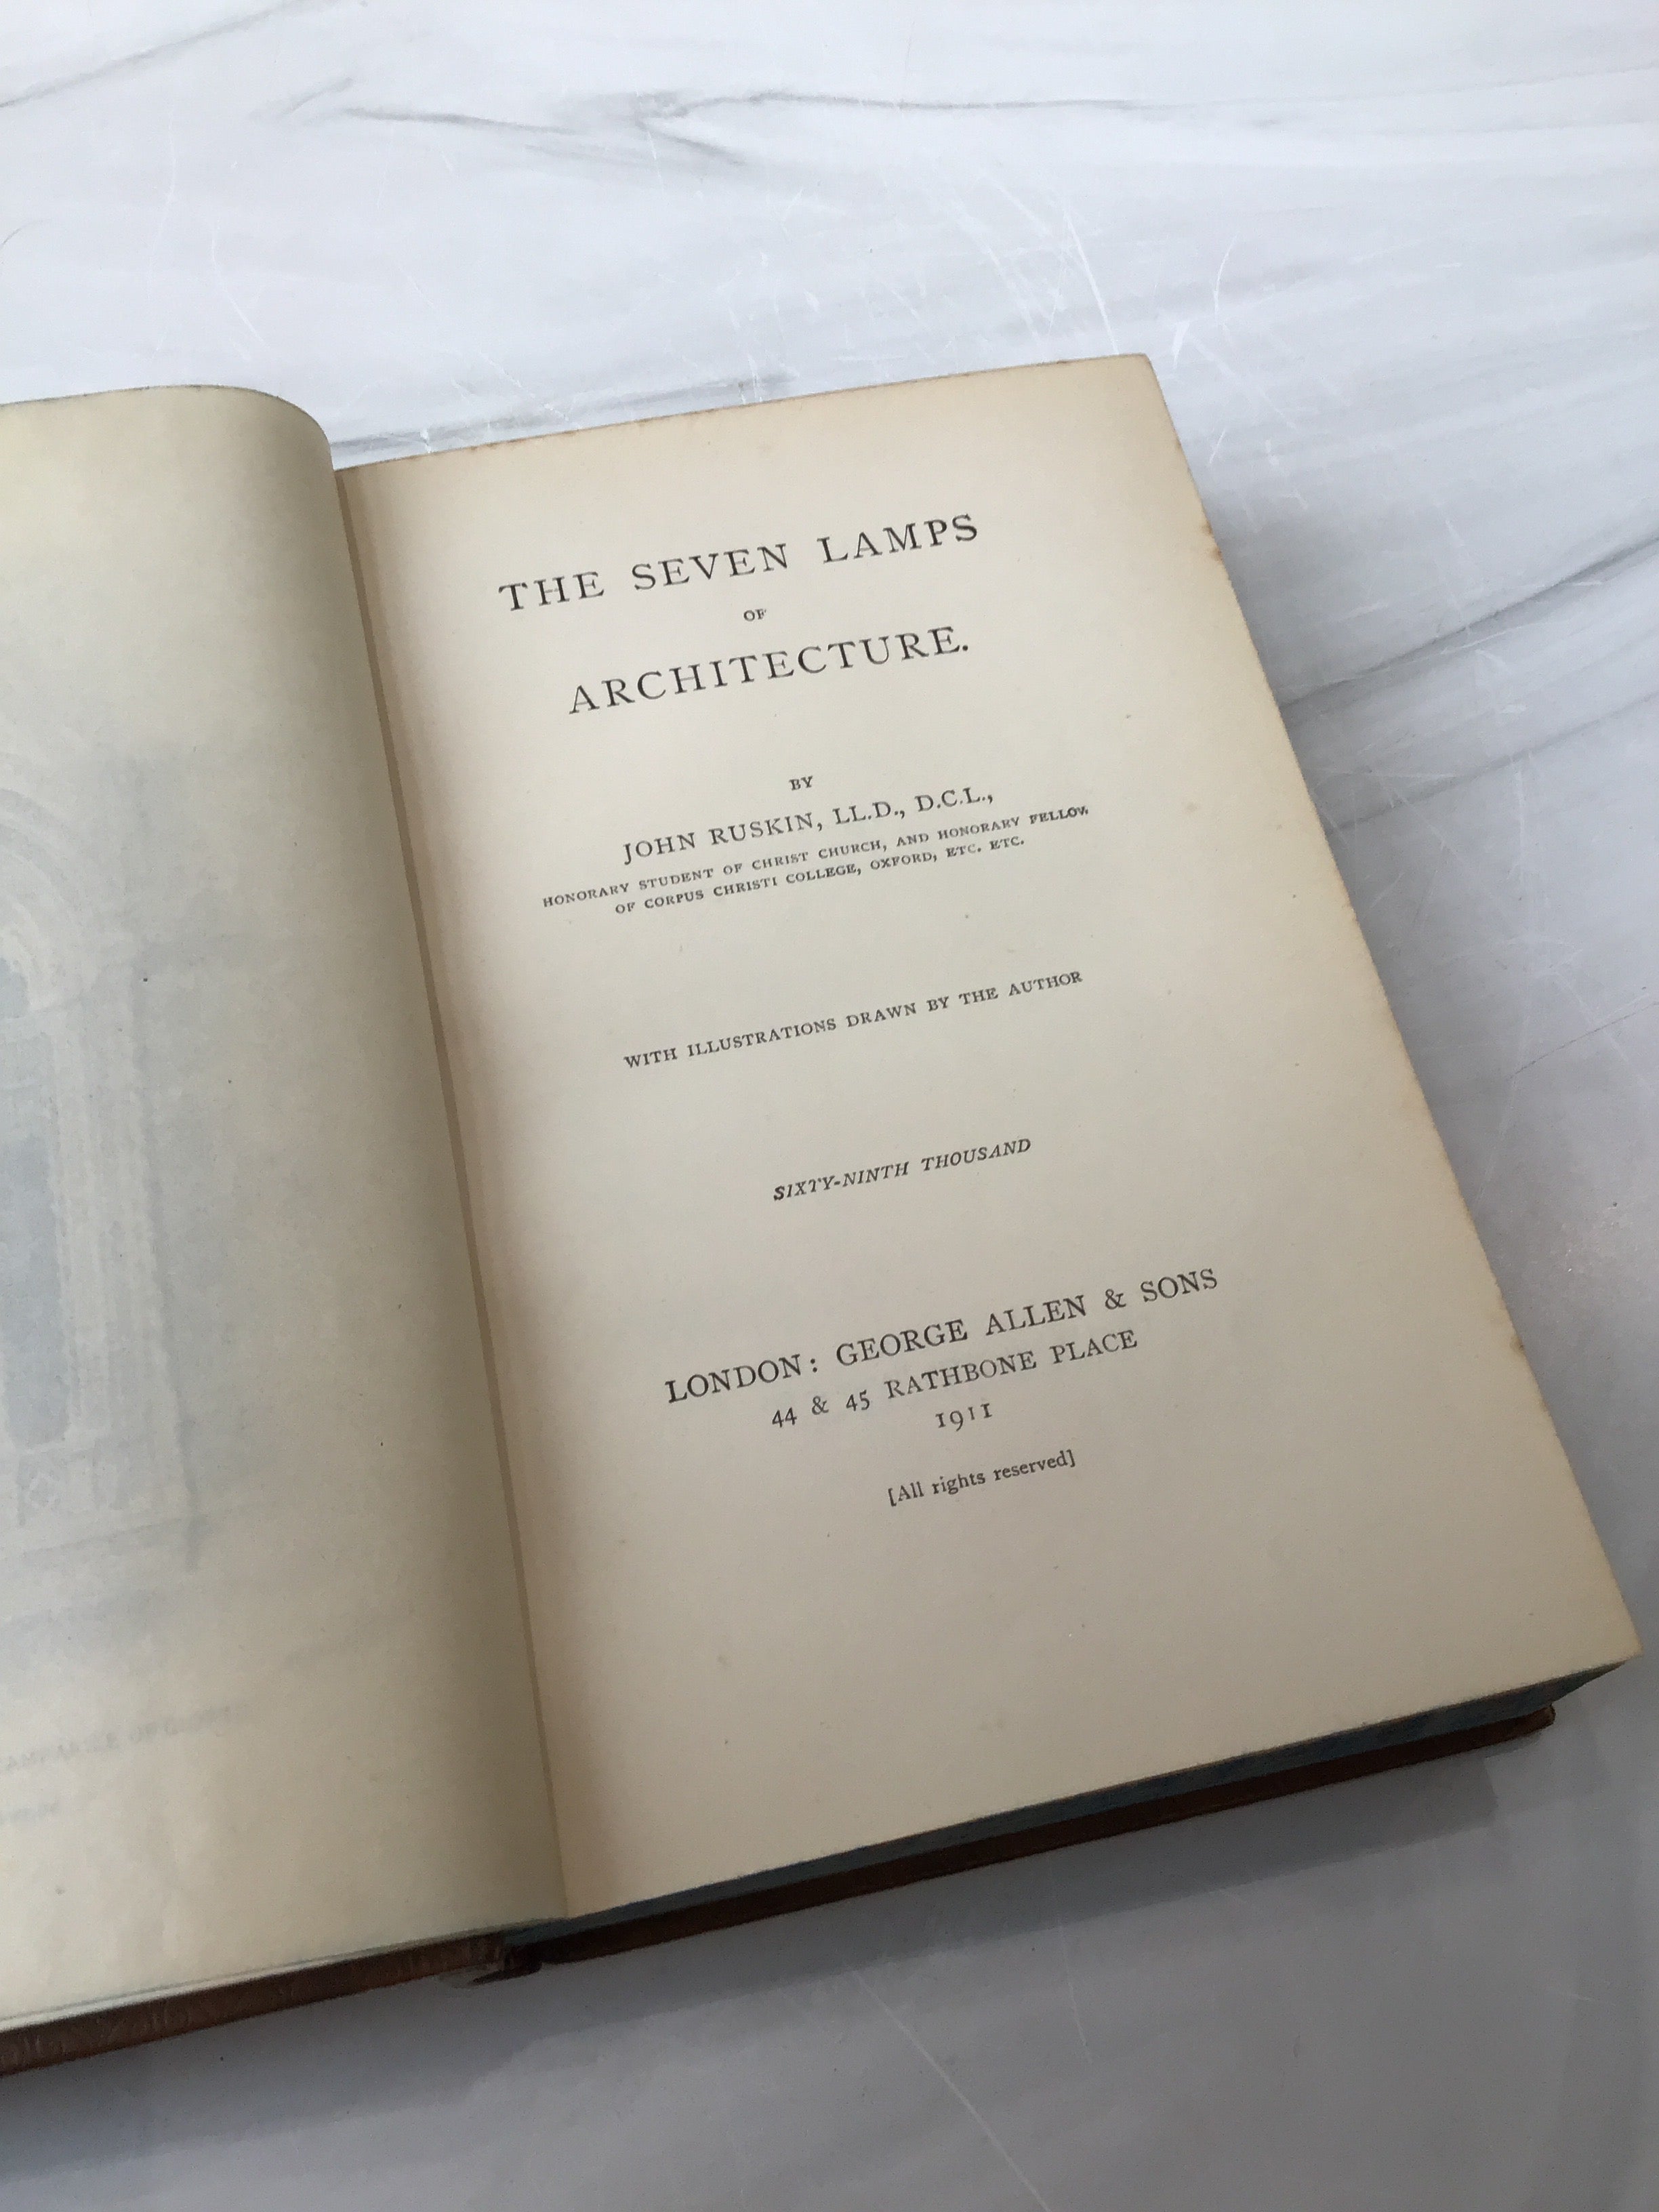 THE SEVEN LAMPS
OF
ARCHITECTURE.
BY
JOHN RUSKIN, LL.D., D.C.L.,
HONORARY STUDENT OF CHRIST CHURCH, AND HONORARY FELLOW
OF CORPUS CHRISTI COLLEGE, OXFORD, ETC. ETC.
WITH ILLUSTRATIONS DRAWN BY THE AUTHOR
SIXTY-NINTH THOUSAND
LONDON: GEORGE ALLEN & SONS
44 & 45 RATHBONE PLACE
1911
[All rights reserved]